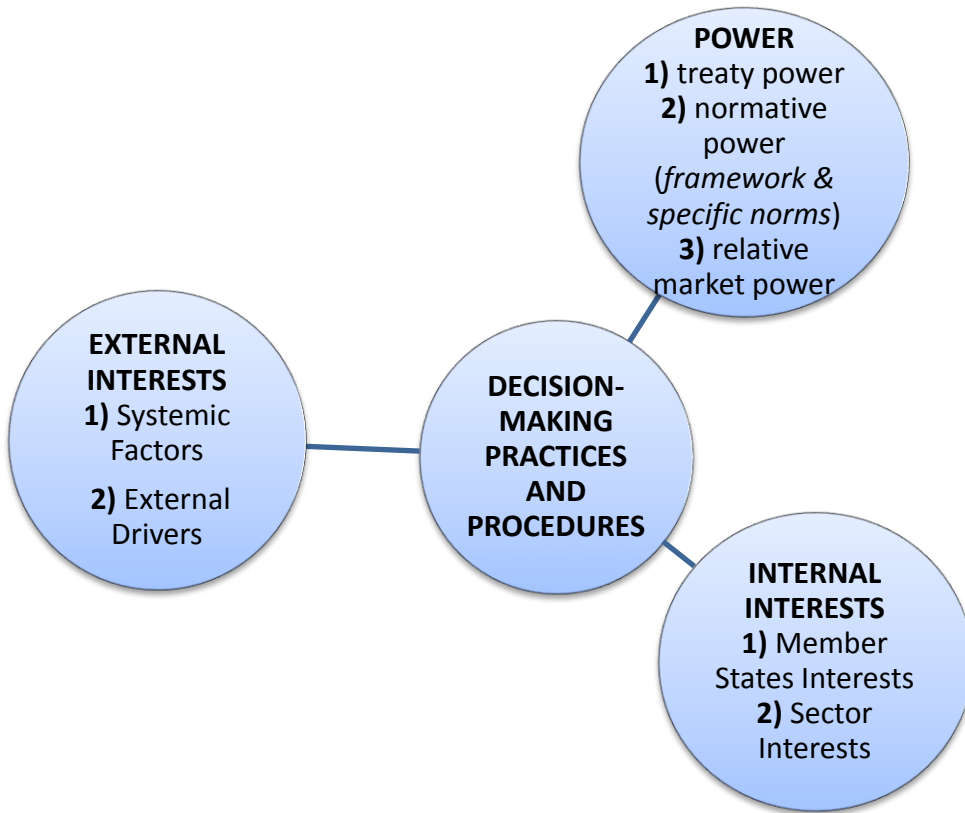 POWER
1) treaty power
2) normative
power
(framework &
specific norms)
3) relative
market power
EXTERNAL
INTERESTS
1) Systemic
Factors
2) External
Drivers
DECISION-
MAKING
PRACTICES
AND
PROCEDURES
INTERNAL
INTERESTS
1) Member
States Interests
2) Sector
Interests